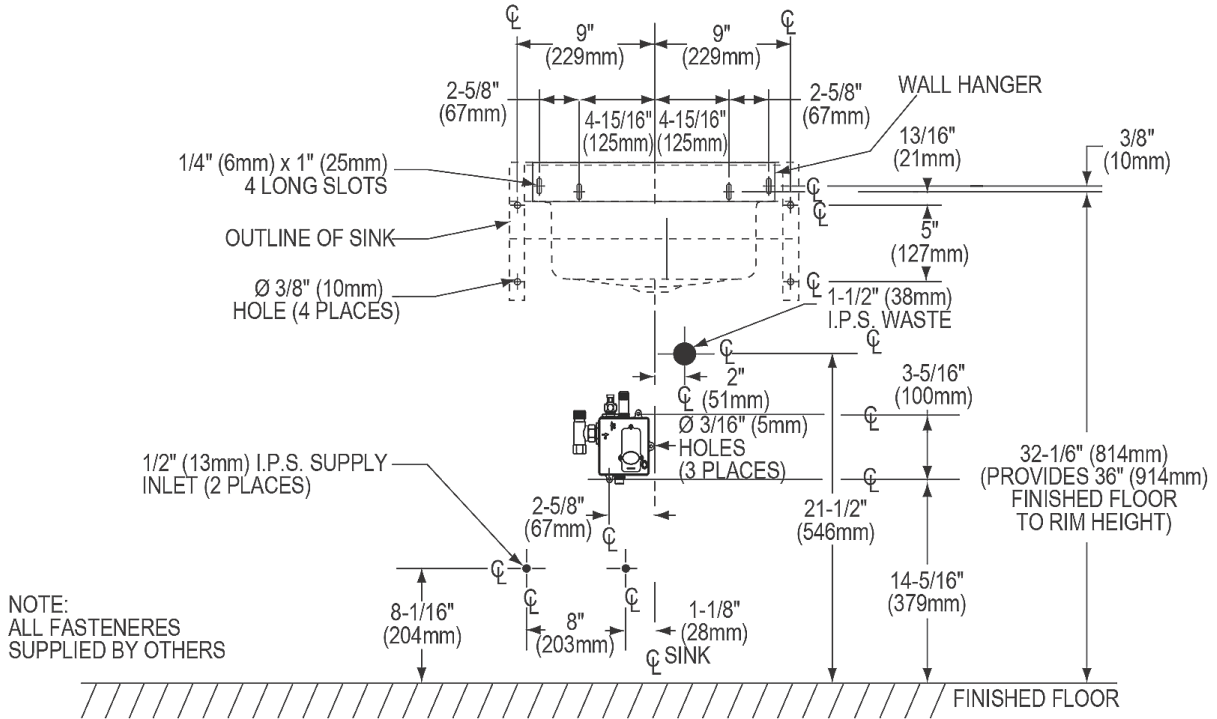 ℄
9"
(229mm)
9"
(229mm)
℄
2-5/8"
(67mm)
4-15/16"
(125mm)
4-15/16"
(125mm)
2-5/8"
(67mm)
WALL HANGER
13/16"
(21mm)
3/8"
(10mm)
1/4" (6mm) x 1" (25mm)
4 LONG SLOTS
℄
℄
OUTLINE OF SINK
5"
(127mm)
Ø 3/8" (10mm)
HOLE (4 PLACES)
℄
1-1/2" (38mm)
I.P.S. WASTE
℄
℄
2"
(51mm)
℄
3-5/16"
(100mm)
℄
Ø 3/16" (5mm)
HOLES
(3 PLACES)
32-1/6" (814mm)
(PROVIDES 36" (914mm)
FINISHED FLOOR
TO RIM HEIGHT)
1/2" (13mm) I.P.S. SUPPLY
INLET (2 PLACES)
℄
2-5/8"
(67mm)
℄
21-1/2"
(546mm)
14-5/16"
(379mm)
℄
℄
℄
NOTE:
ALL FASTENERES
SUPPLIED BY OTHERS
8-1/16"
(204mm)
8"
(203mm)
1-1/8"
(28mm)
℄ SINK
FINISHED FLOOR